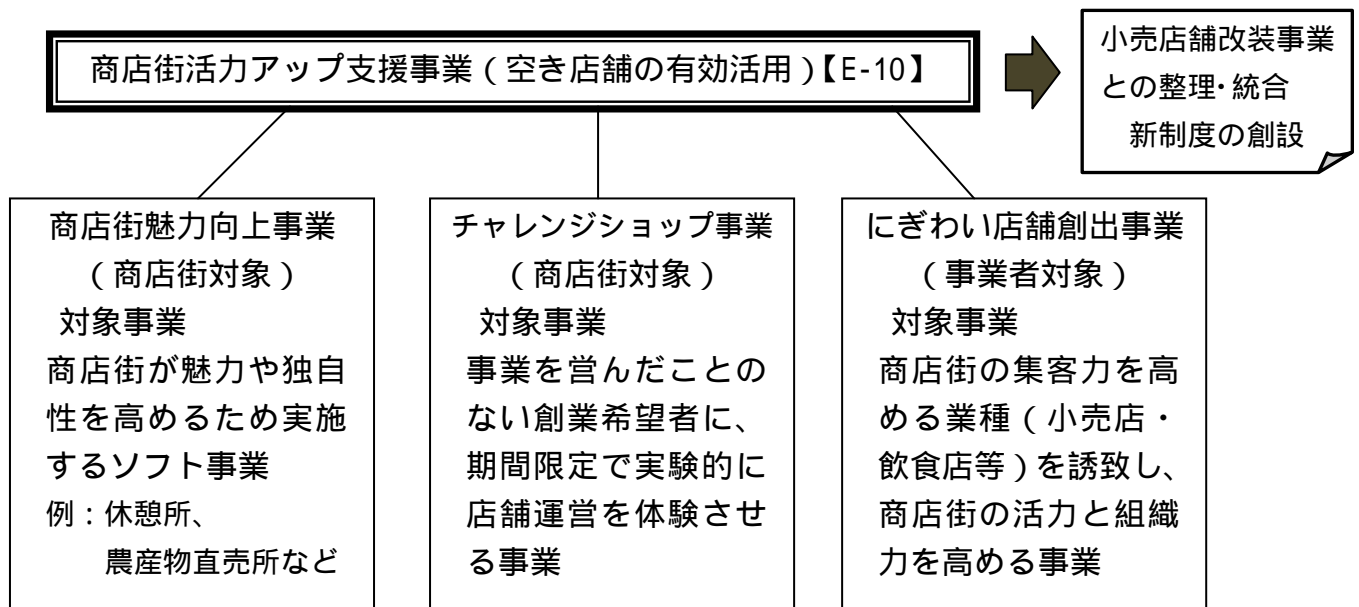 商店街活力アップ支援事業（空き店舗の有効活用）【E-10】
小売店舗改装事業
との整理・統合
新制度の創設
商店街魅力向上事業
（商店街対象）
対象事業
商店街が魅力や独自
性を高めるため実施
するソフト事業
例：休憩所、
農産物直売所など
チャレンジショップ事業
（商店街対象）
対象事業
事業を営んだことの
ない創業希望者に、
期間限定で実験的に
店舗運営を体験させ
る事業
にぎわい店舗創出事業
（事業者対象）
対象事業
商店街の集客力を高
める業種（小売店・
飲食店等）を誘致し、
商店街の活力と組織
力を高める事業